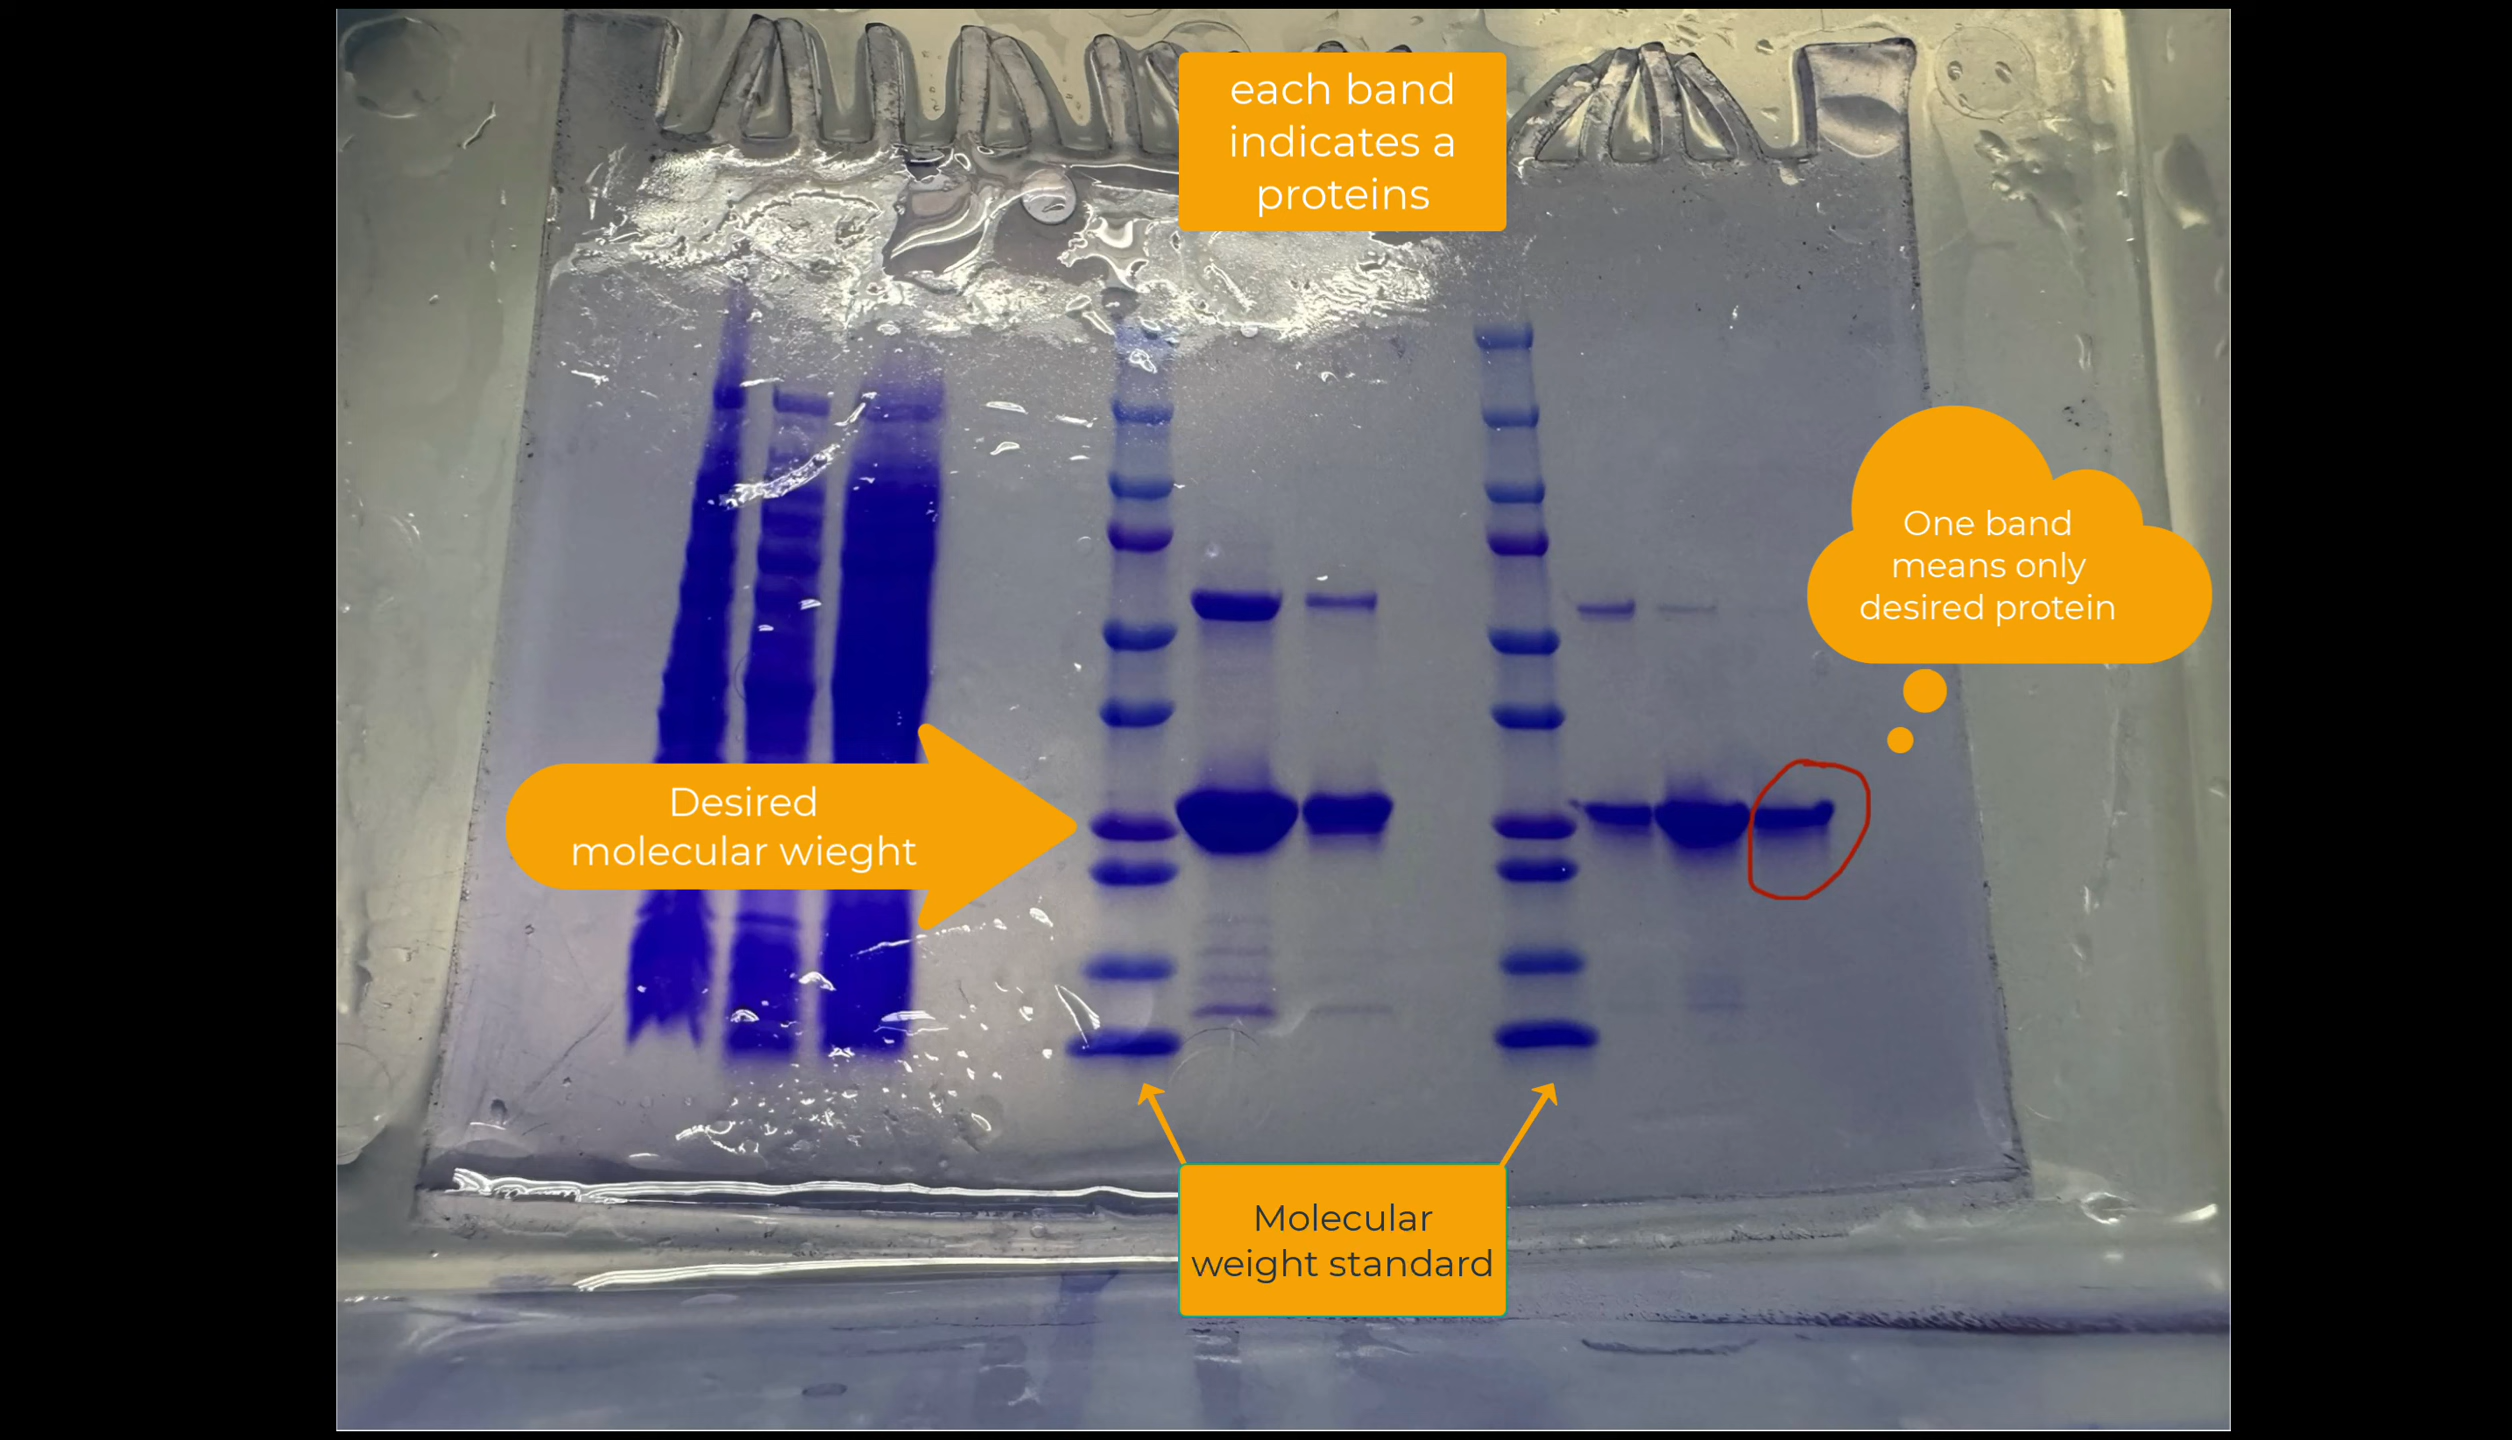 each band
indicates a
proteins
One band
means only
desired protein
Desired
molecular wieght
Molecular
weight standard